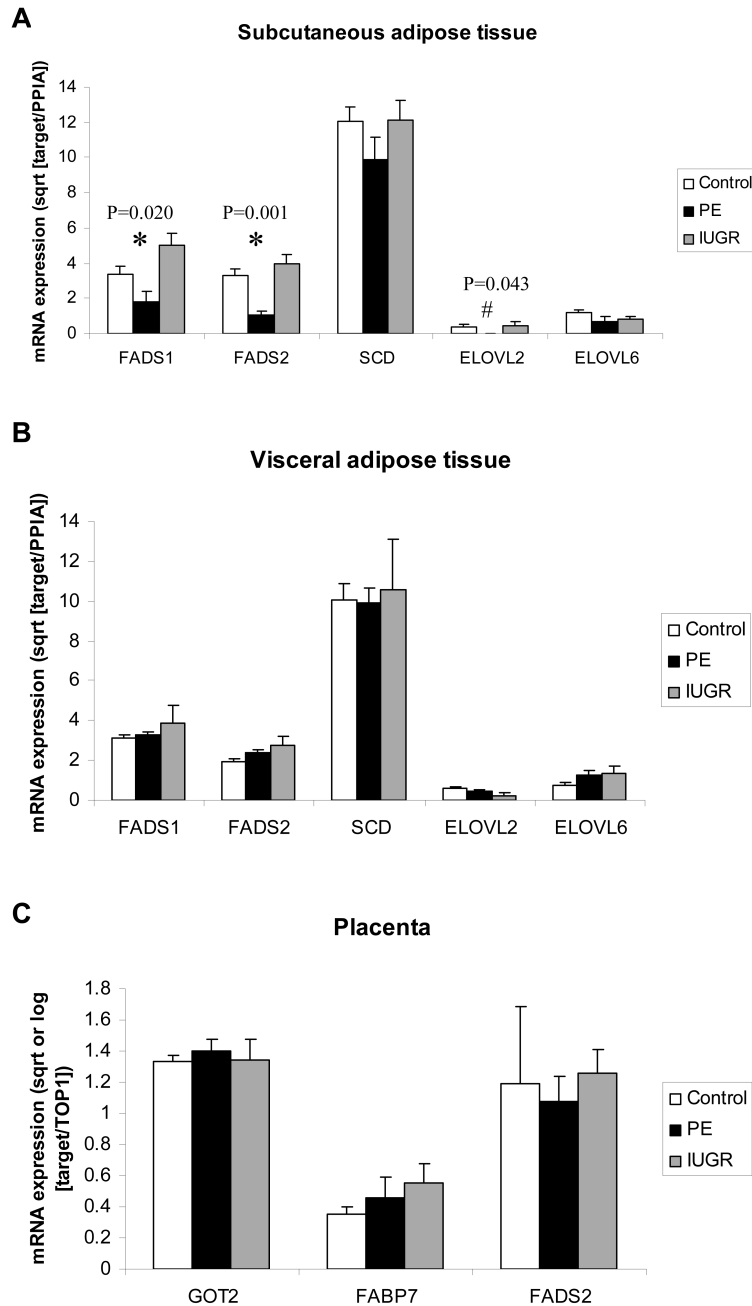 A
Subcutaneous adipose tissue
mRNA expression (sqrt [target/PPIA])
14
12
10
8
6
4
2
0
P=0.020
*
P=0.001
*
P=0.043
#
FADS1
FADS2
SCD
ELOVL2
ELOVL6
Control
PE
IUGR
B
Visceral adipose tissue
mRNA expression (sqrt [target/PPIA])
14
12
10
8
6
4
2
0
FADS1
FADS2
SCD
ELOVL2
ELOVL6
Control
PE
IUGR
C
Placenta
mRNA expression (sqrt or log
[target/TOP1])
1.8
1.6
1.4
1.2
1
0.8
0.6
0.4
0.2
0
GOT2
FABP7
FADS2
Control
PE
IUGR